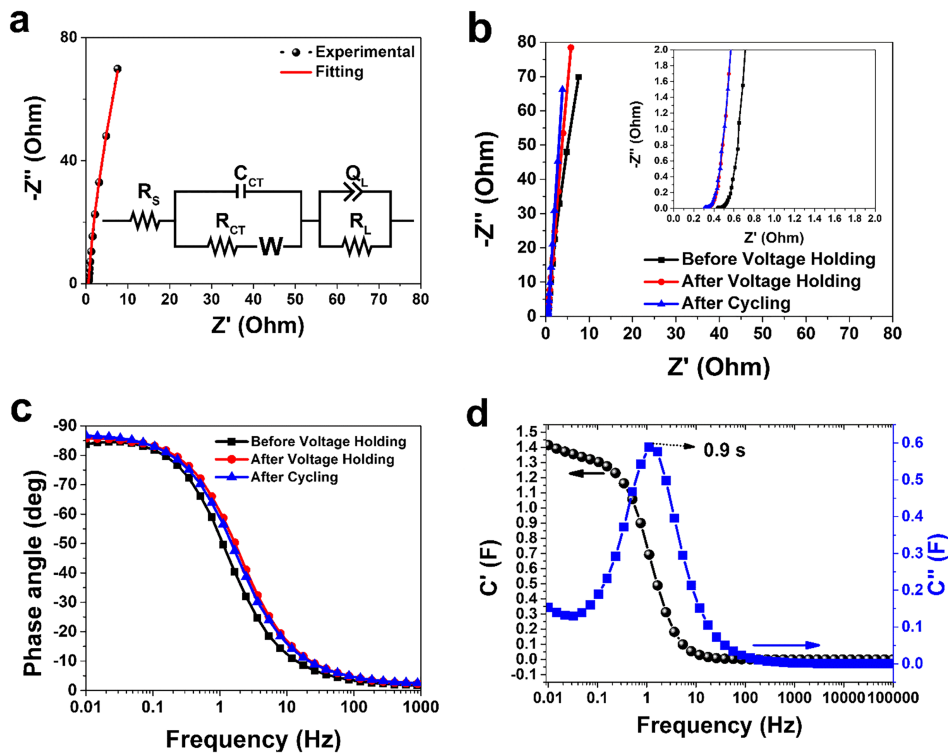 a
80
40
0
-Z'' (Ohm)
Experimental
Fitting
R_S
C_CT
R_CT
W
Q_L
R_L
0 10 20 30 40 50 60 70 80
Z' (Ohm)
b
80
70
60
50
40
30
20
10
0
-Z'' (Ohm)
2.0
1.8
1.6
1.4
1.2
1.0
0.8
0.6
0.4
0.2
0.0
-Z'' (Ohm)
0.0 0.2 0.4 0.6 0.8 1.0 1.2 1.4 1.6 1.8 2.0
Z' (Ohm)
Before Voltage Holding
After Voltage Holding
After Cycling
0 10 20 30 40 50 60 70 80
Z' (Ohm)
c
-90
-80
-70
-60
-50
-40
-30
-20
-10
0
Phase angle (deg)
Before Voltage Holding
After Voltage Holding
After Cycling
0.01 0.1 1 10 100 1000
Frequency (Hz)
d
1.5
1.4
1.3
1.2
1.1
1.0
0.9
0.8
0.7
0.6
0.5
0.4
0.3
0.2
0.1
0.0
-0.1
C' (F)
0.9 s
0.6
0.5
0.3
0.2
0.1
0.0
C'' (F)
0.01 0.1 1 10 100 1000 10000 100000
Frequency (Hz)